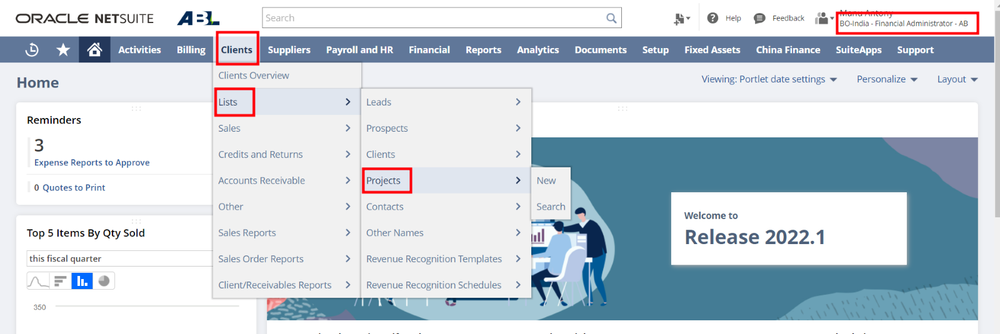 ORACLE NETSUITE
ABL
Search
Help
Feedback
Manu Antony
BO-India - Financial Administrator - AB
Activities
Billing
Clients
Suppliers
Payroll and HR
Financial
Reports
Analytics
Documents
Setup
Fixed Assets
China Finance
SuiteApps
Support
Home
Viewing: Portlet date settings
Personalize
Layout
Clients Overview
Lists
Sales
Credits and Returns
Accounts Receivable
Other
Sales Reports
Sales Order Reports
Client/Receivables Reports
Leads
Prospects
Clients
Projects
Contacts
Other Names
Revenue Recognition Templates
Revenue Recognition Schedules
New
Search
Reminders
3
Expense Reports to Approve
0 Quotes to Print
Top 5 Items By Qty Sold
this fiscal quarter
350
Welcome to
Release 2022.1